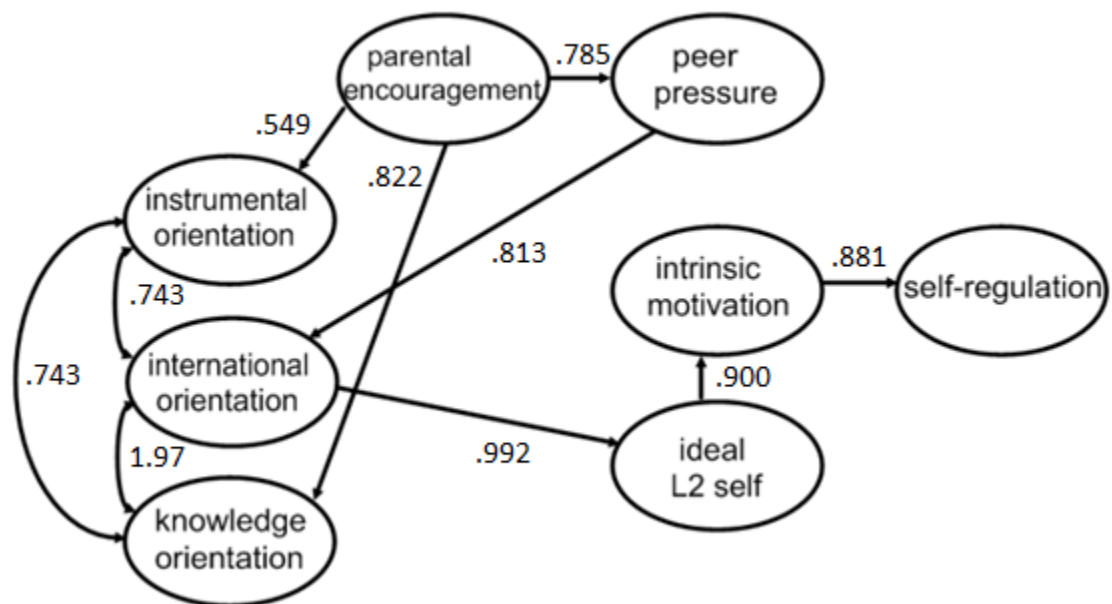 parental
encouragement
.785
peer
pressure
.549
.822
instrumental
orientation
.813
intrinsic
motivation
.881
self-regulation
.743
international
orientation
.743
.900
1.97
.992
ideal
L2 self
knowledge
orientation